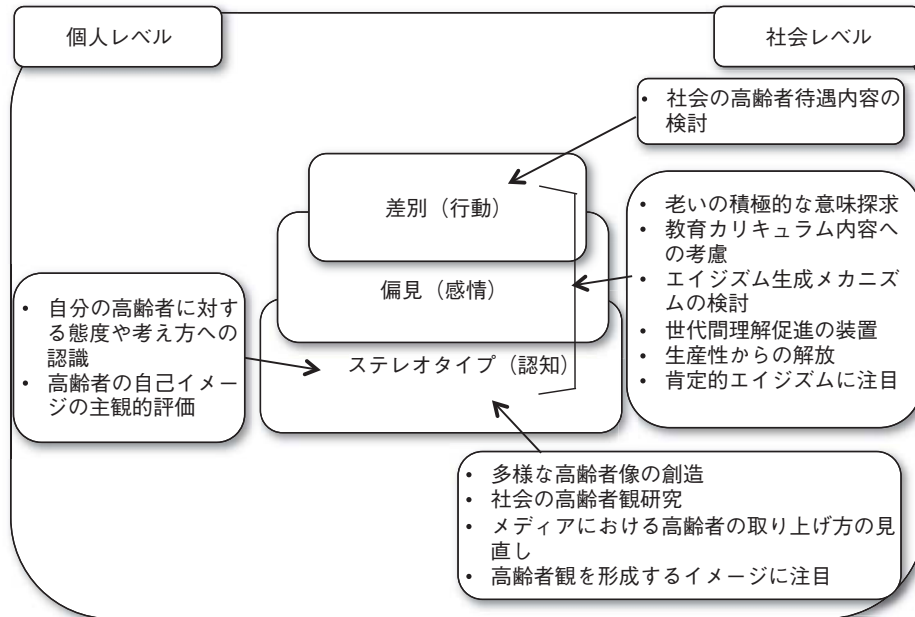 個人レベル
社会レベル
• 社会の高齢者待遇内容の
検討
差別（行動）
偏見（感情）
ステレオタイプ（認知）
• 老いの積極的な意味探求
• 教育カリキュラム内容へ
の考慮
• エイジズム生成メカニズ
ムの検討
• 世代間理解促進の装置
• 生産性からの解放
• 肯定的エイジズムに注目
• 自分の高齢者に対す
る態度や考え方への
認識
• 高齢者の自己イメー
ジの主観的評価
• 多様な高齢者像の創造
• 社会の高齢者観研究
• メディアにおける高齢者の取り上げ方の見
直し
• 高齢者観を形成するイメージに注目